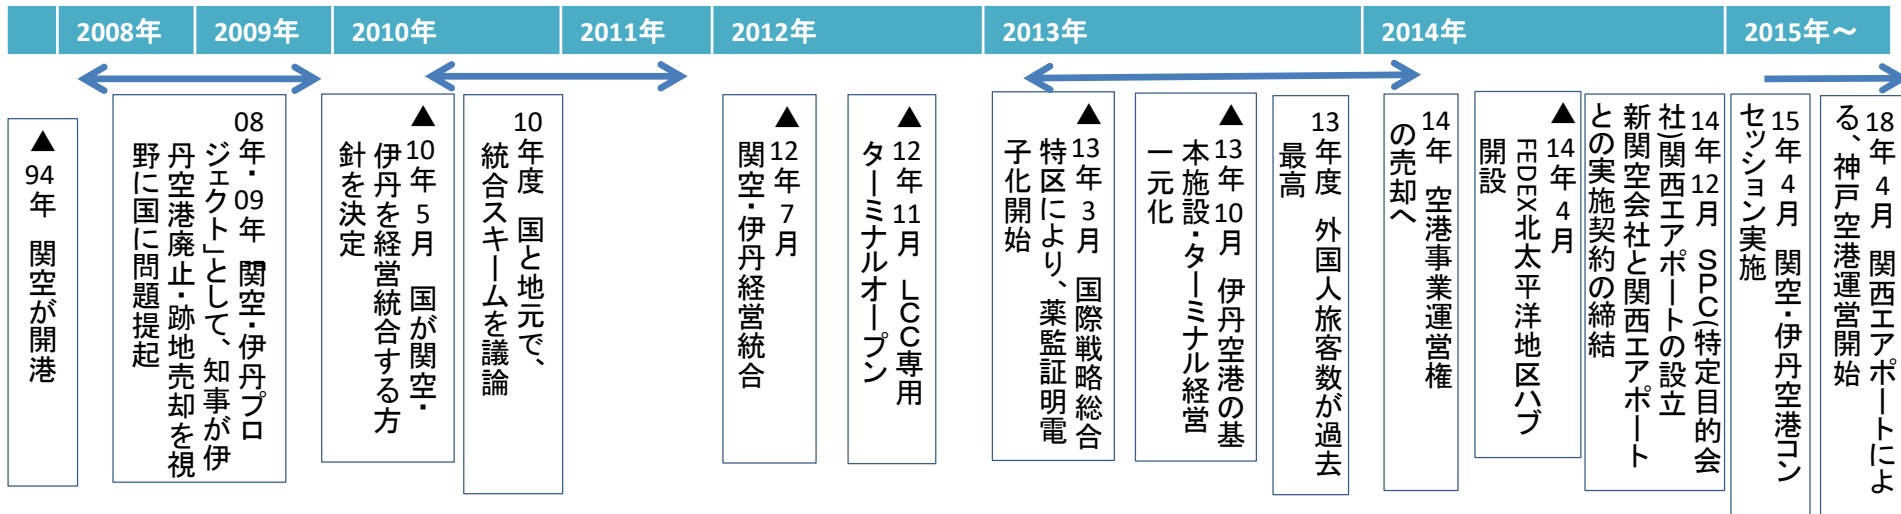 2008年
2009年
2010年
2011年
2012年
2013年
2014年
2015年～
▲94年 関空が開港
08年・09年 「関空・伊丹プロ
ジェクト」として、知事が伊
丹空港廃止・跡地売却を視
野に国に問題提起
▲10年5月 国が関空・
伊丹を経営統合する方
針を決定
10年度 国と地元で、
統合スキームを議論
▲12年7月
関空・伊丹経営統合
▲12年11月 LCC専用
ターミナルオープン
▲13年3月 国際戦略総合
特区により、薬監証明電
子化開始
▲13年10月 伊丹空港の基
本施設・ターミナル経営
一元化
13年度 外国人旅客数が過去
最高
14年 空港事業運営権
の売却へ
▲14年4月
FEDEX北太平洋地区ハブ
開設
14年12月 SPC(特定目的会
社)関西エアポートの設立
新関空会社と関西エアポート
との実施契約の締結
15年4月 関空・伊丹空港コン
セッション実施
18年4月 関西エアポートによ
る、神戸空港運営開始